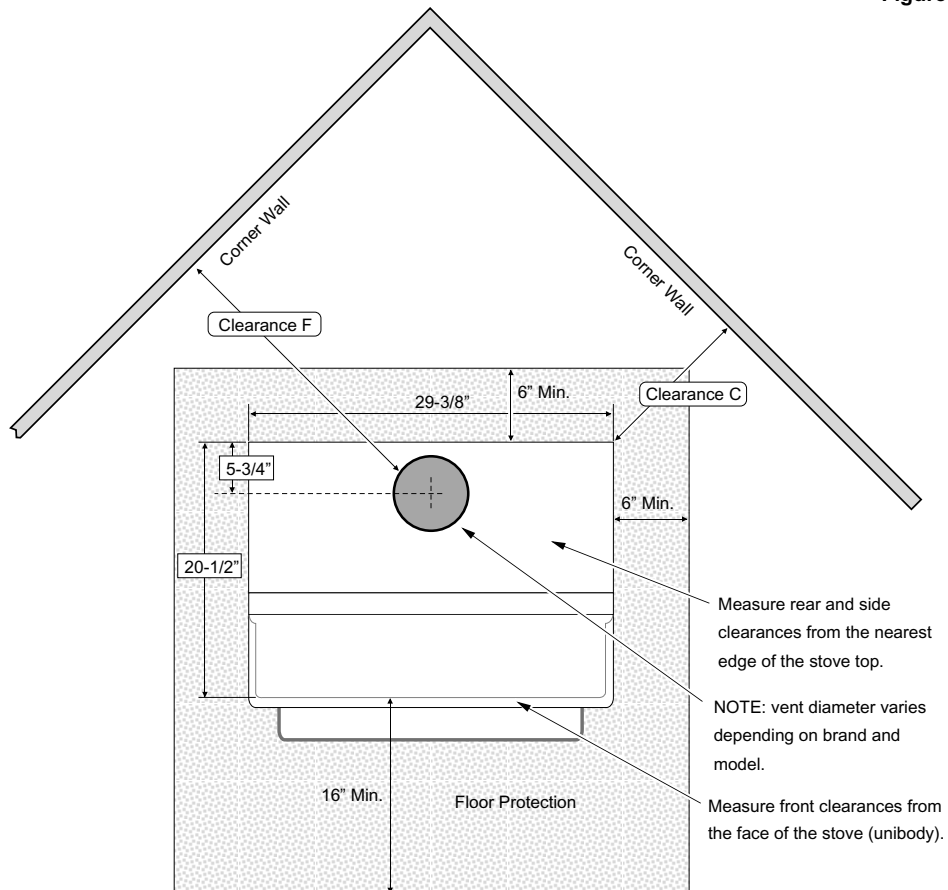 Figure
Corner Wall
Corner Wall
Clearance F
Clearance C
6” Min.
29-3/8”
5-3/4”
6” Min.
20-1/2”
Measure rear and side
clearances from the nearest
edge of the stove top.
NOTE: vent diameter varies
depending on brand and
model.
16” Min.
Floor Protection
Measure front clearances from
the face of the stove (unibody).